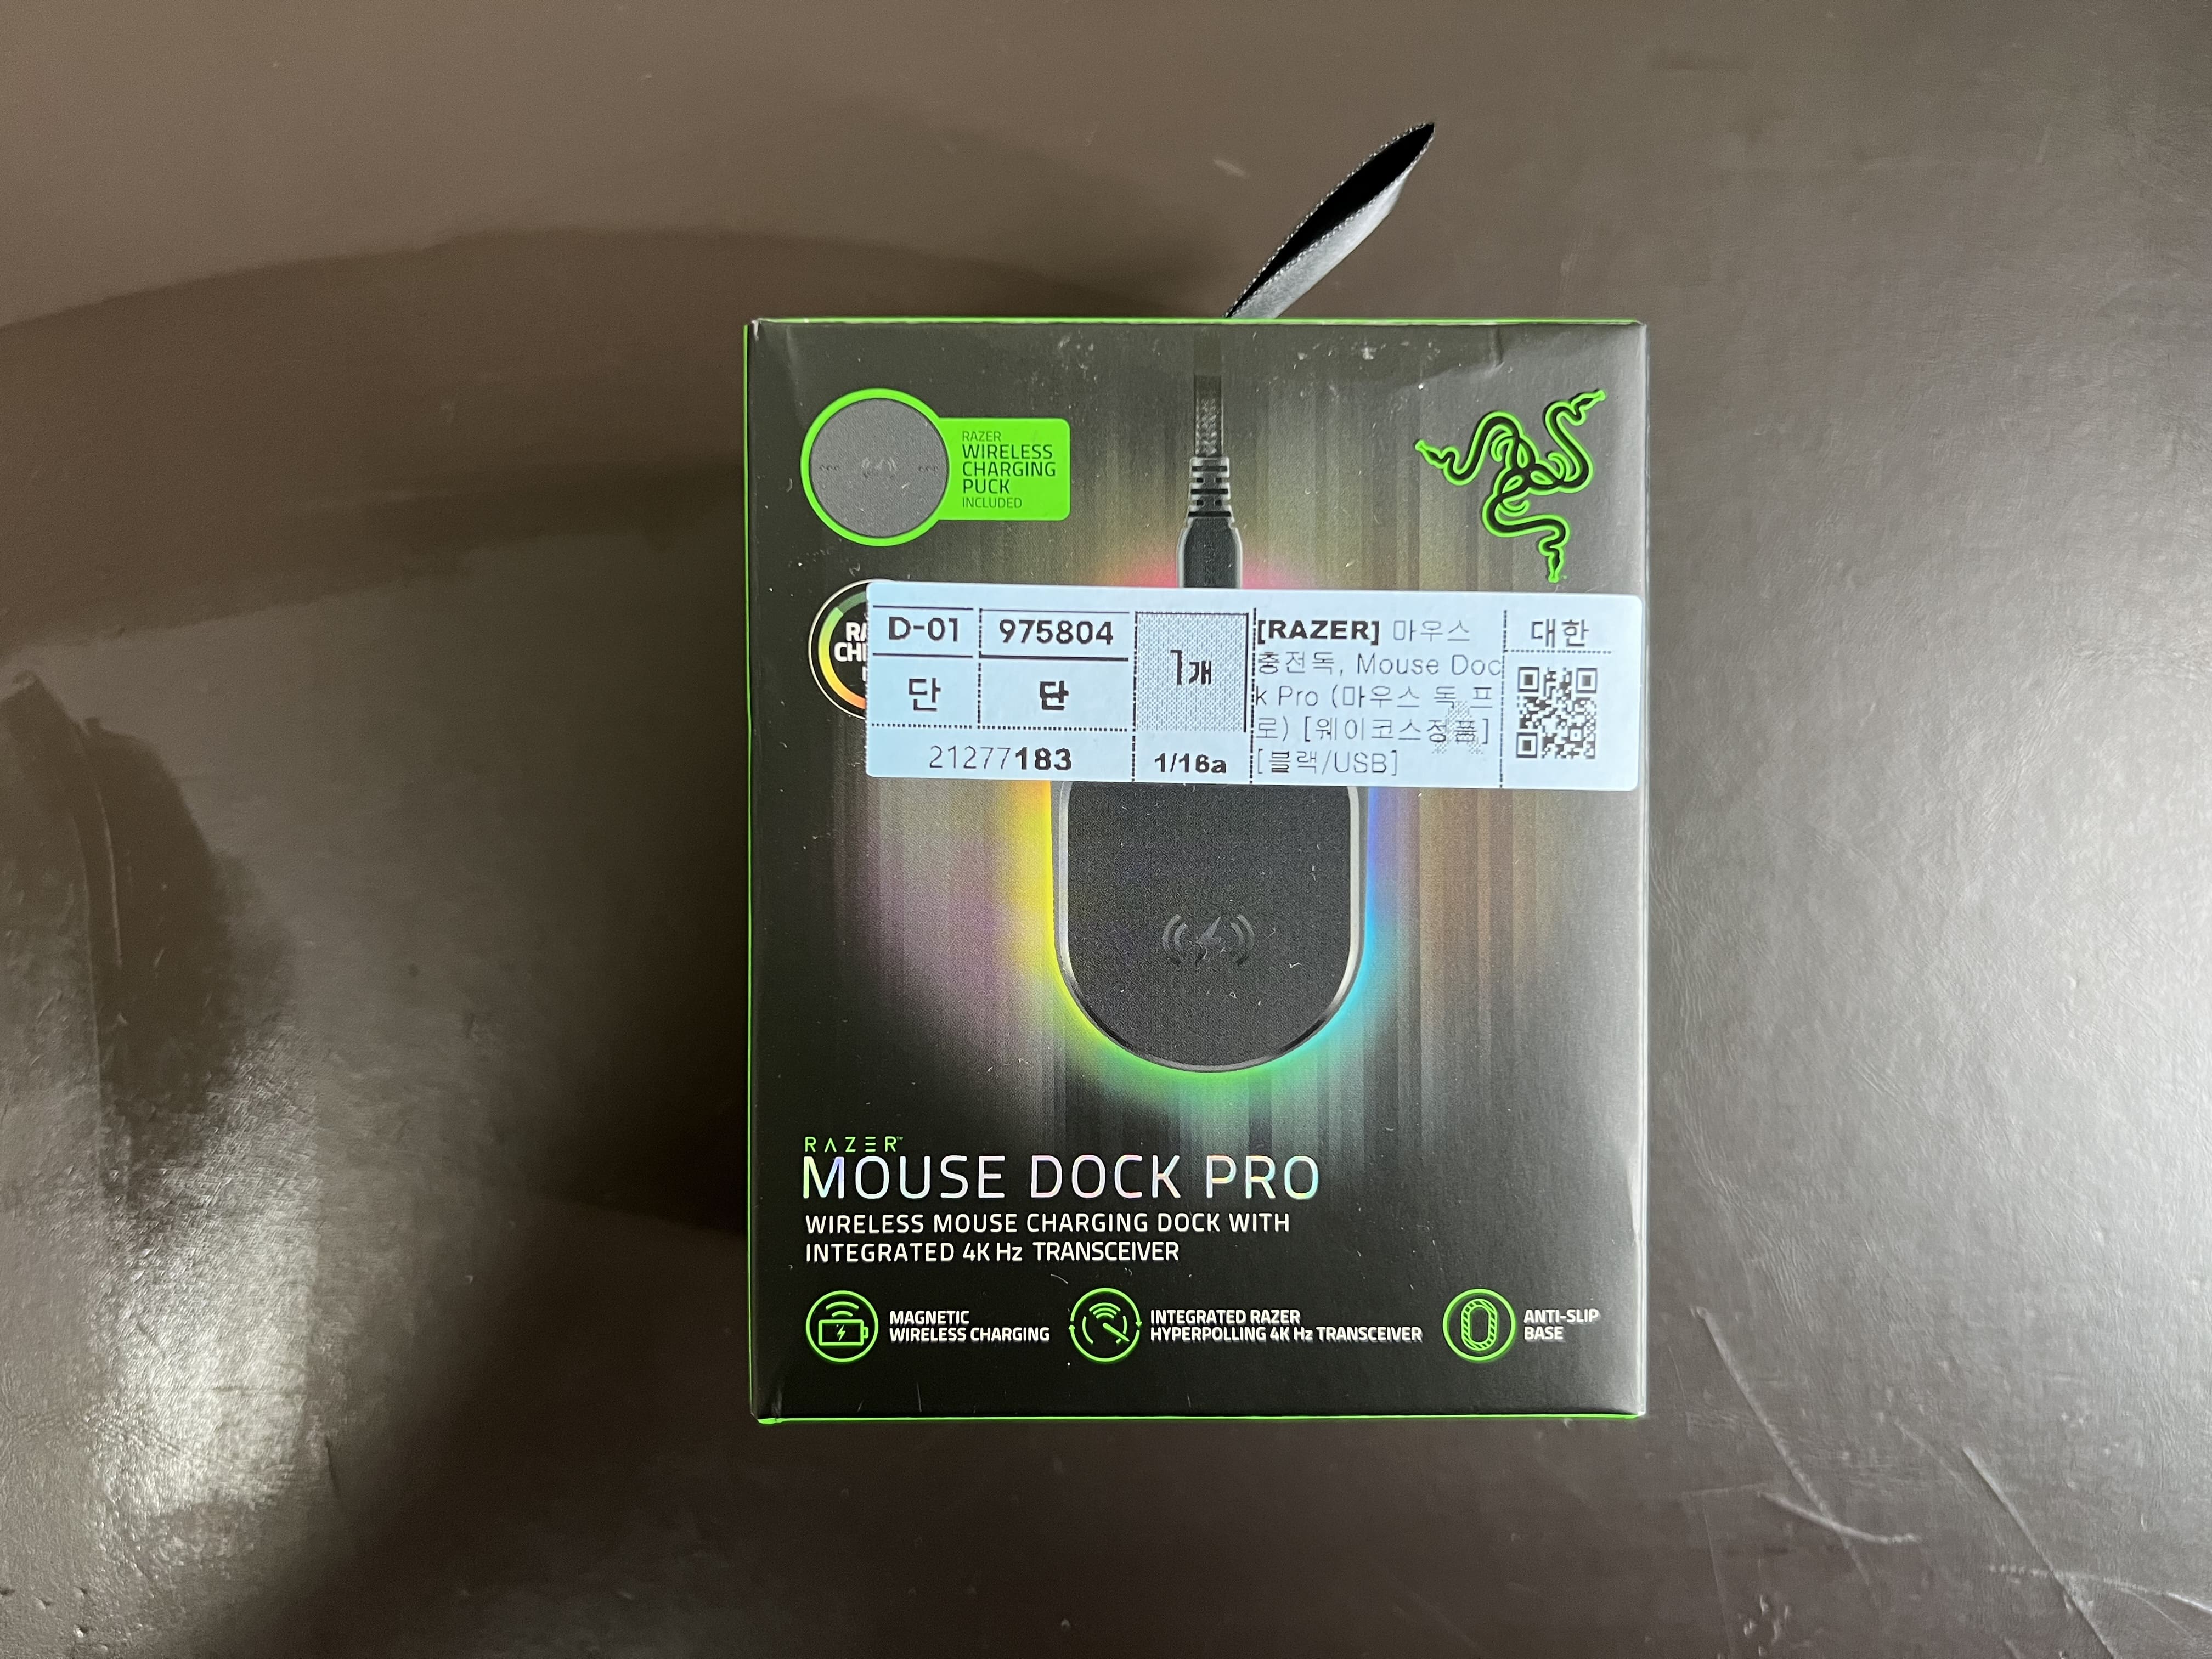 RAZER
WIRELESS
CHARGING
PUCK
INCLUDED
D-01
975804
단
단
21277183
1개
1/16a
[RAZER] 마우스
충전독, Mouse Doc
k Pro (마우스 독 프
로) [웨이코스정품]
[블랙/USB]
대한
RAZER™
MOUSE DOCK PRO
WIRELESS MOUSE CHARGING DOCK WITH
INTEGRATED 4K Hz TRANSCEIVER
MAGNETIC
WIRELESS CHARGING
INTEGRATED RAZER
HYPERPOLLING 4K Hz TRANSCEIVER
ANTI-SLIP
BASE